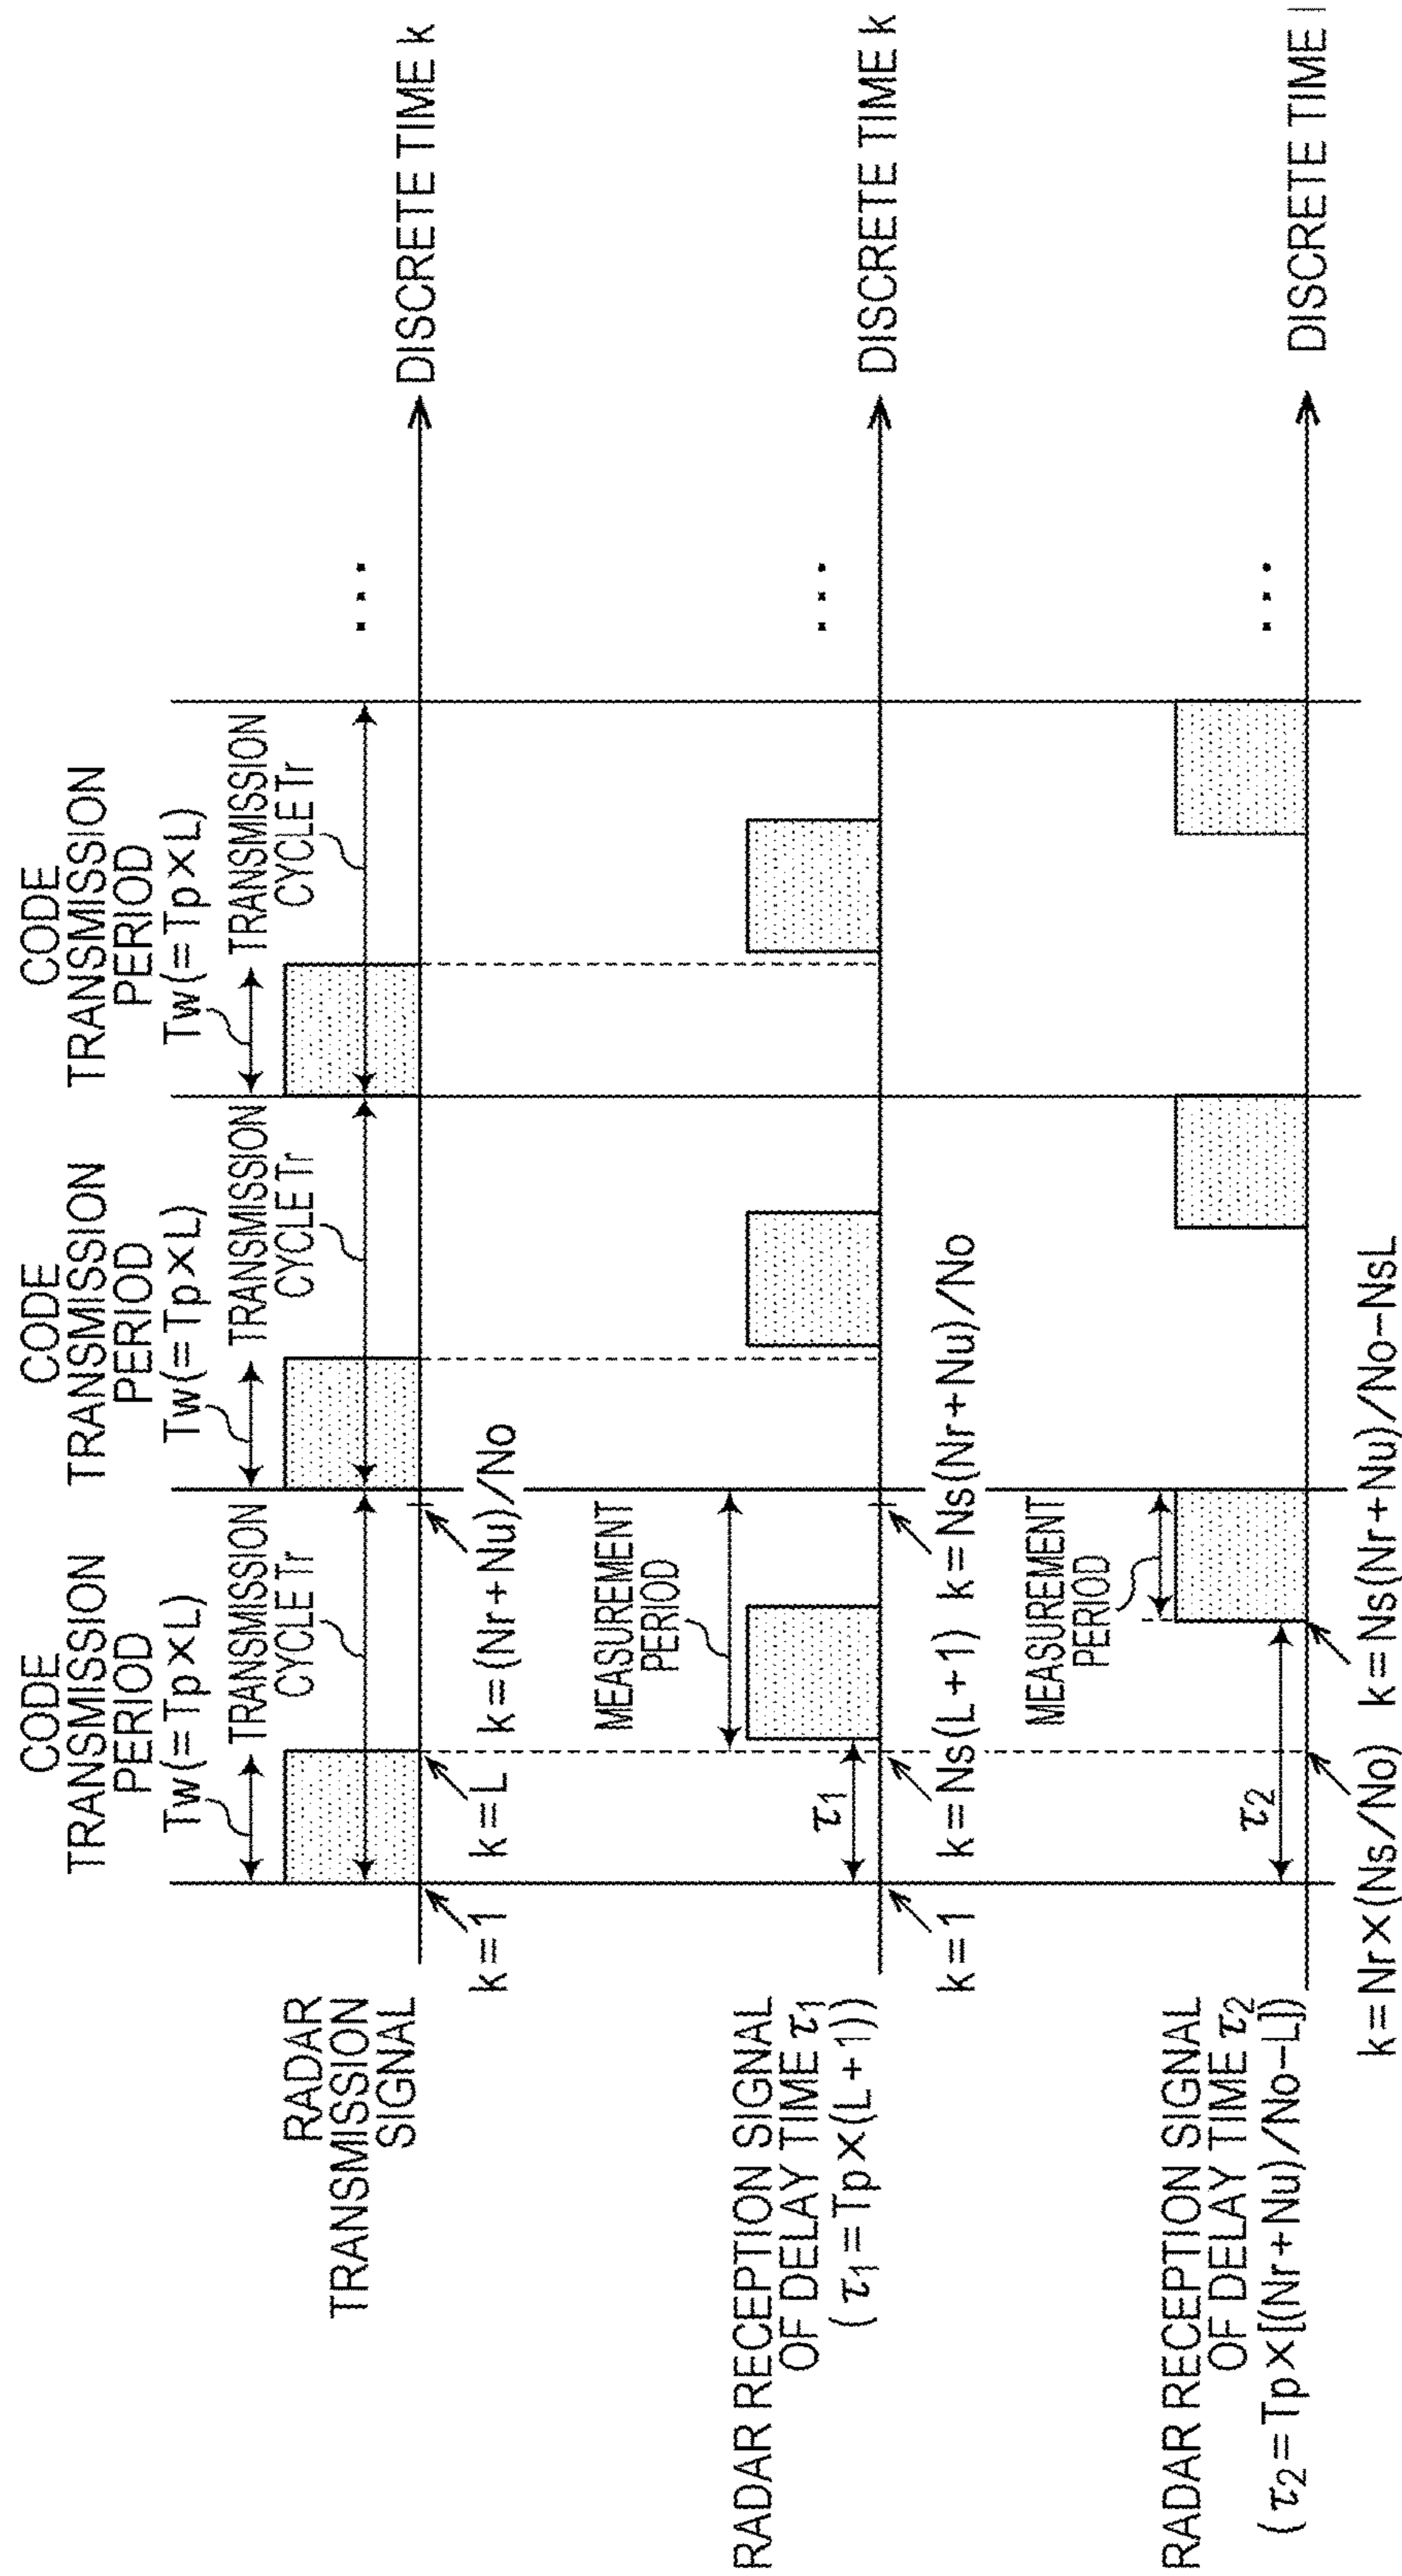 CODE
TRANSMISSION
PERIOD
Tw(=Tp×L)
TRANSMISSION
CYCLE Tr
CODE
TRANSMISSION
PERIOD
Tw(=Tp×L)
TRANSMISSION
CYCLE Tr
CODE
TRANSMISSION
PERIOD
Tw(=Tp×L)
TRANSMISSION
CYCLE Tr
RADAR
TRANSMISSION
SIGNAL
...
DISCRETE TIME k
k=1
k=L
k=(Nr+Nu)/No
MEASUREMENT
PERIOD
RADAR RECEPTION SIGNAL
OF DELAY TIME τ1
(τ1=Tp×(L+1))
τ1
...
DISCRETE TIME k
k=1
k=Ns(L+1)
k=Ns(Nr+Nu)/No
MEASUREMENT
PERIOD
RADAR RECEPTION SIGNAL
OF DELAY TIME τ2
(τ2=Tp×[(Nr+Nu)/No-L])
τ2
...
DISCRETE TIME
k=Nr×(Ns/No)
k=Ns(Nr+Nu)/No-NsL